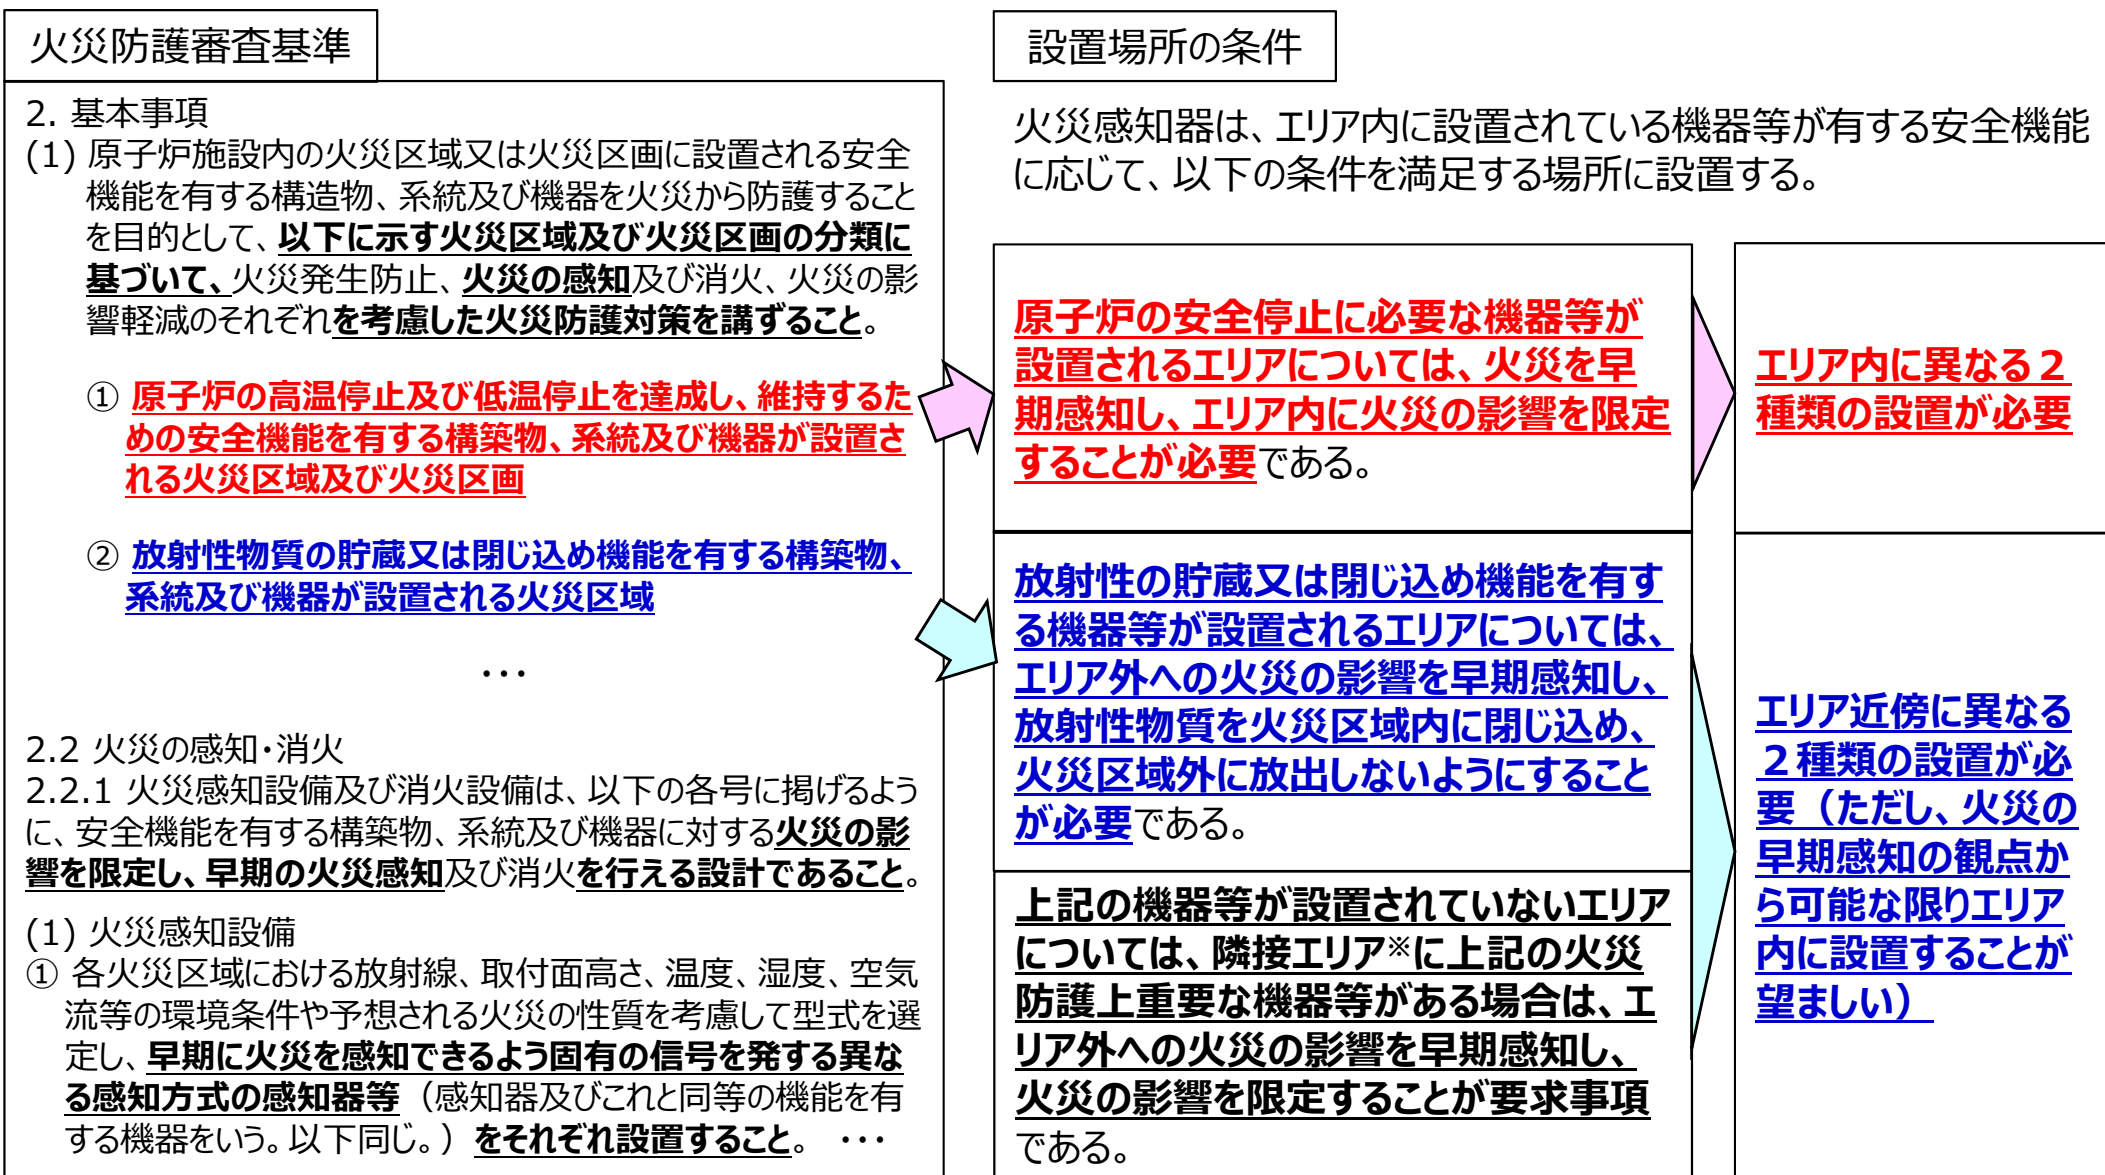 火災防護審査基準
2. 基本事項
(1) 原子炉施設内の火災区域又は火災区画に設置される安全
機能を有する構造物、系統及び機器を火災から防護すること
を目的として、以下に示す火災区域及び火災区画の分類に
基づいて、火災発生防止、火災の感知及び消火、火災の影
響軽減のそれぞれを考慮した火災防護対策を講ずること。
① 原子炉の高温停止及び低温停止を達成し、維持するた
めの安全機能を有する構築物、系統及び機器が設置さ
れる火災区域及び火災区画
② 放射性物質の貯蔵又は閉じ込め機能を有する構築物、
系統及び機器が設置される火災区域
・・・
2.2 火災の感知・消火
2.2.1 火災感知設備及び消火設備は、以下の各号に掲げるよう
に、安全機能を有する構築物、系統及び機器に対する火災の影
響を限定し、早期の火災感知及び消火を行える設計であること。
(1) 火災感知設備
① 各火災区域における放射線、取付面高さ、温度、湿度、空気
流等の環境条件や予想される火災の性質を考慮して型式を選
定し、早期に火災を感知できるよう固有の信号を発する異な
る感知方式の感知器等（感知器及びこれと同等の機能を有
する機器をいう。以下同じ。）をそれぞれ設置すること。 ・・・
設置場所の条件
火災感知器は、エリア内に設置されている機器等が有する安全機能
に応じて、以下の条件を満足する場所に設置する。
原子炉の安全停止に必要な機器等が
設置されるエリアについては、火災を早
期感知し、エリア内に火災の影響を限定
することが必要である。
エリア内に異なる２
種類の設置が必要
放射性の貯蔵又は閉じ込め機能を有す
る機器等が設置されるエリアについては、
エリア外への火災の影響を早期感知し、
放射性物質を火災区域内に閉じ込め、
火災区域外に放出しないようにすること
が必要である。
上記の機器等が設置されていないエリア
については、隣接エリア※に上記の火災
防護上重要な機器等がある場合は、エ
リア外への火災の影響を早期感知し、
火災の影響を限定することが要求事項
である。
エリア近傍に異なる
２種類の設置が必
要（ただし、火災の
早期感知の観点か
ら可能な限りエリア
内に設置することが
望ましい）